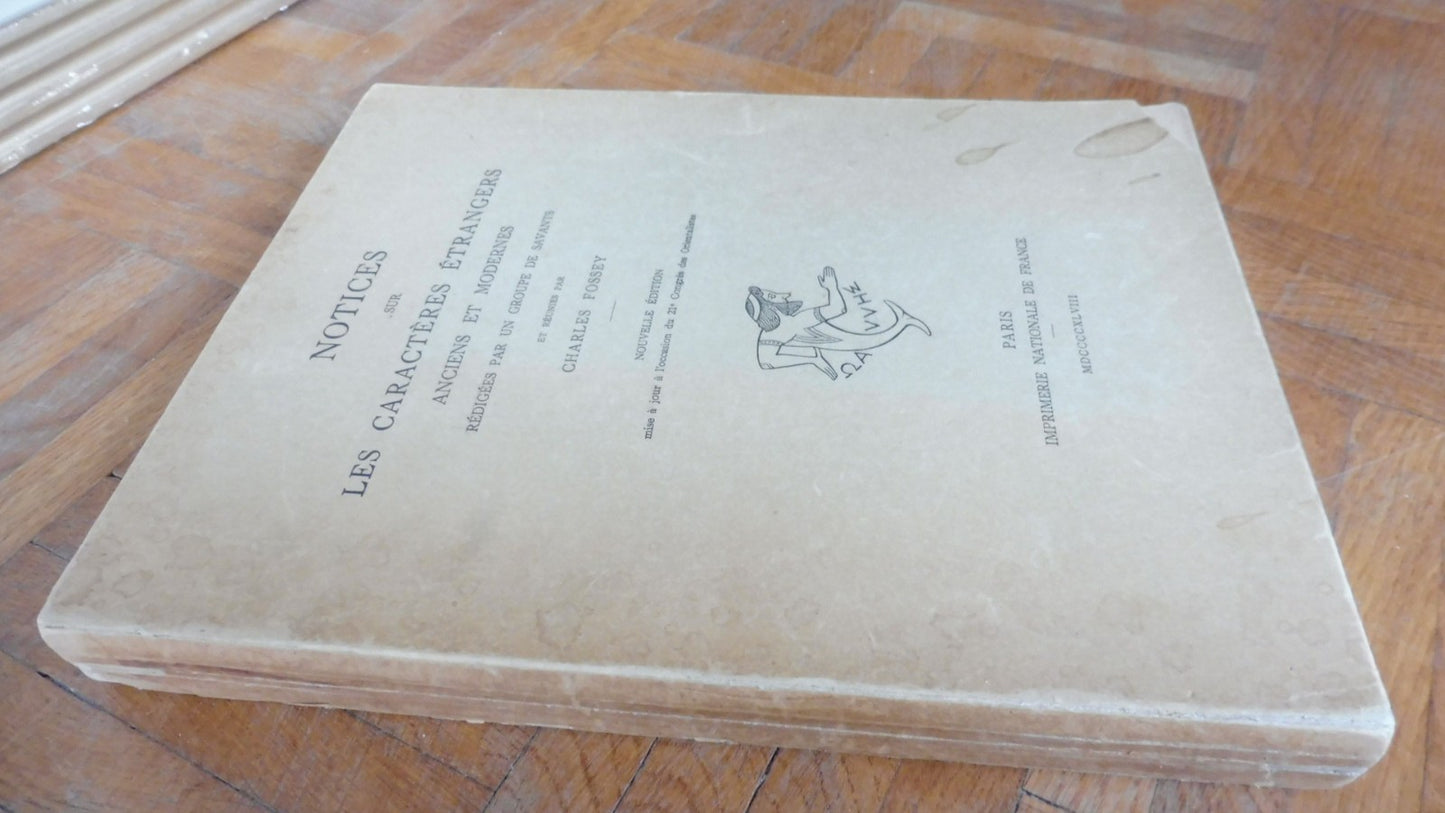 NOTICES
SUR
LES CARACTÈRES ÉTRANGERS
ANCIENS ET MODERNES
RÉDIGÉES PAR UN GROUPE DE SAVANTS
ET RÉUNIES PAR
CHARLES FOSSEY
NOUVELLE ÉDITION
mise à jour à l'occasion du 21e Congrès des Orientalistes
PARIS
IMPRIMERIE NATIONALE DE FRANCE
MDCCCCXLVIII